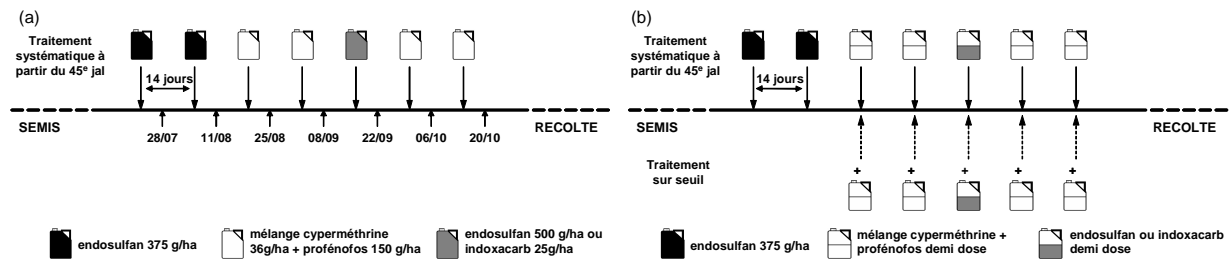 (a)
Traitement
systématique à
partir du 45e jal
14 jours
SEMIS
RECOLTE
28/07
11/08
25/08
08/09
22/09
06/10
20/10
endosulfan 375 g/ha
mélange cyperméthrine
36g/ha + profénofos 150 g/ha
endosulfan 500 g/ha ou
indoxacarb 25g/ha
(b)
Traitement
systématique à
partir du 45e jal
14 jours
SEMIS
RECOLTE
Traitement
sur seuil
+ + + + +
endosulfan 375 g/ha
mélange cyperméthrine +
profénofos demi dose
endosulfan ou indoxacarb
demi dose